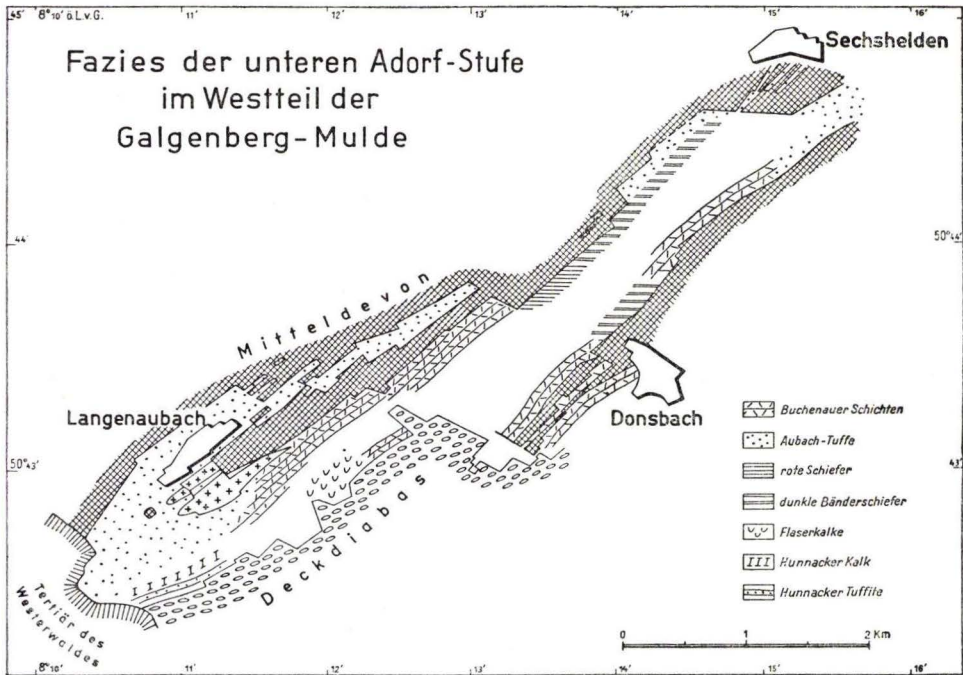 45' 8°10' ö.L.v.G. 11' 12' 13' 14' 15' 16'
Fazies der unteren Adorf-Stufe
im Westteil der
Galgenberg-Mulde
Sechshelden
44' 50°44'
Mitteldevon
Langenaubach
Donsbach
50°43' 43'
Deckdiabas
Tertiär des
Westerwaldes
Buchenauer Schichten
Aubach-Tuffe
rote Schiefer
dunkle Bänderschiefer
Flaserkalke
Hunnacker Kalk
Hunnacker Tuffite
0 1 2 Km
8°10' 11' 12' 13' 14' 15' 16'